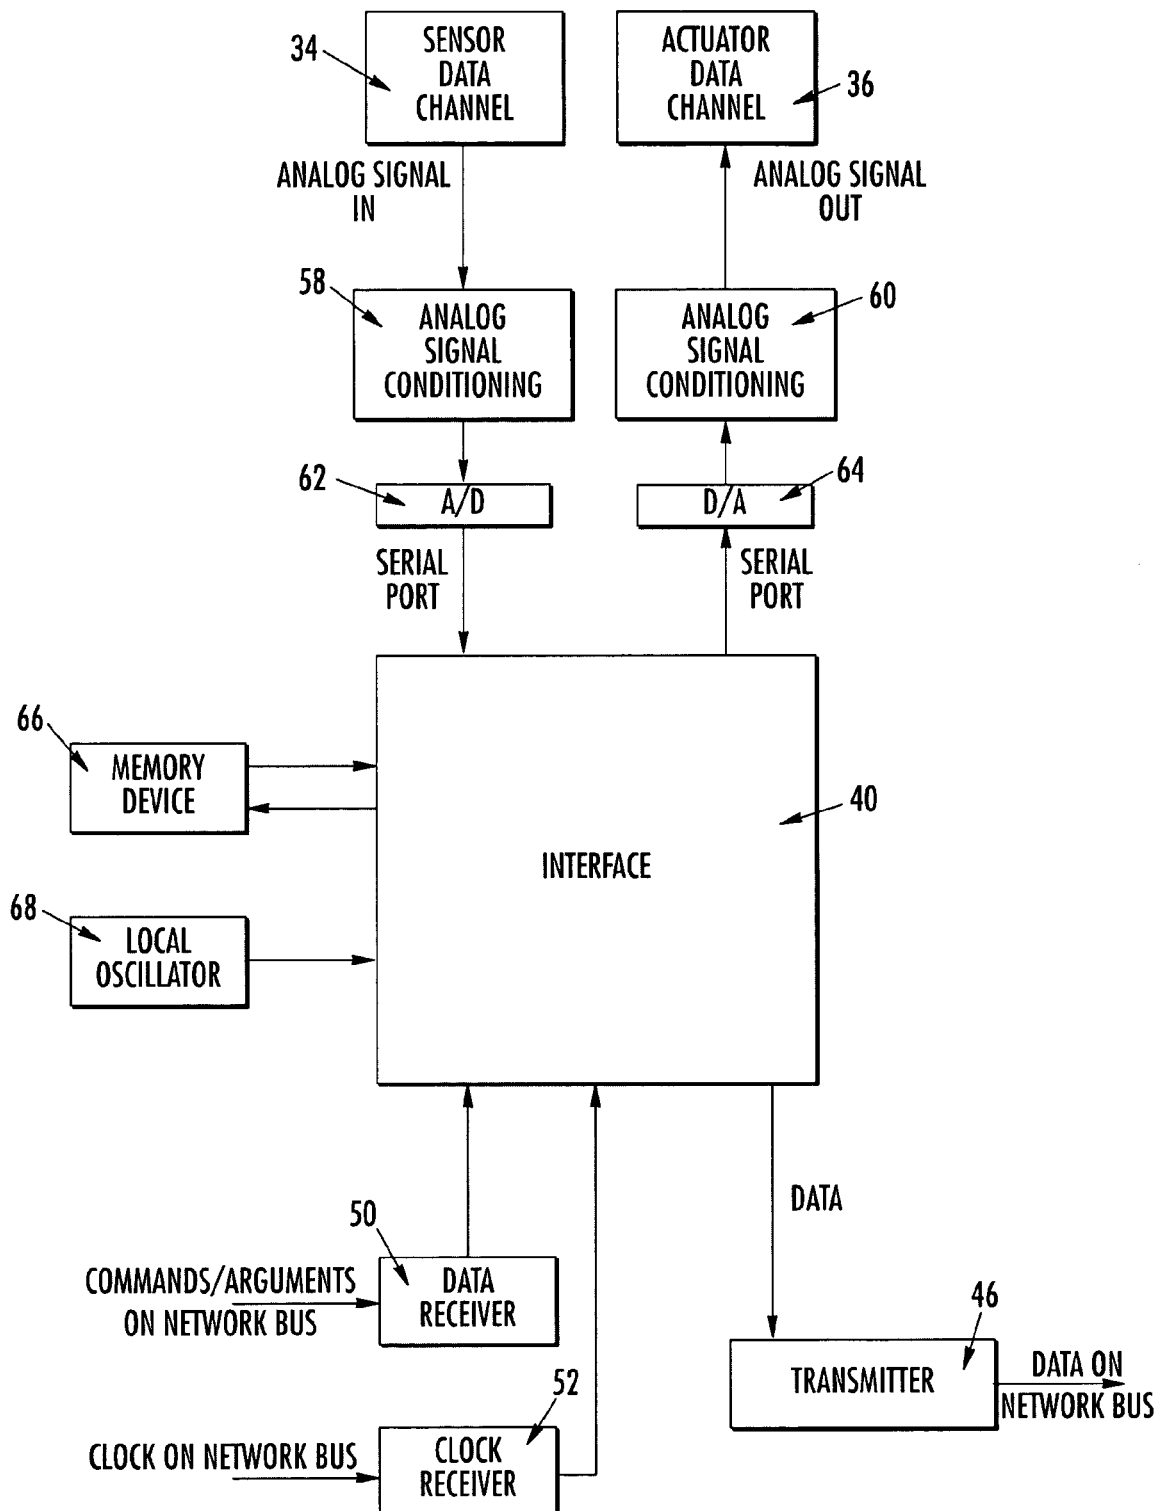 34
SENSOR
DATA
CHANNEL
ACTUATOR
DATA
CHANNEL
36
ANALOG SIGNAL
IN
ANALOG SIGNAL
OUT
58
ANALOG
SIGNAL
CONDITIONING
ANALOG
SIGNAL
CONDITIONING
60
62
A/D
D/A
64
SERIAL
PORT
SERIAL
PORT
66
MEMORY
DEVICE
40
INTERFACE
68
LOCAL
OSCILLATOR
DATA
50
COMMANDS/ARGUMENTS
ON NETWORK BUS
DATA
RECEIVER
46
TRANSMITTER
DATA ON
NETWORK BUS
52
CLOCK ON NETWORK BUS
CLOCK
RECEIVER